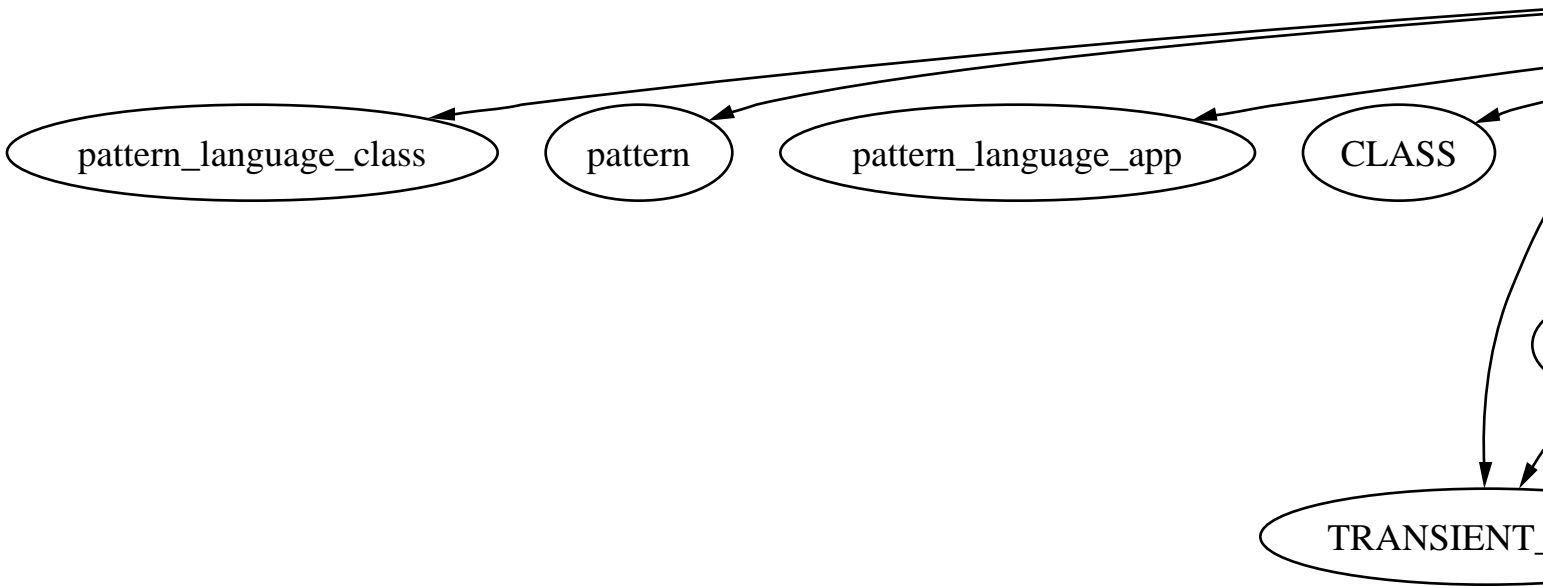 pattern_language_class
pattern
pattern_language_app
CLASS
TRANSIENT_